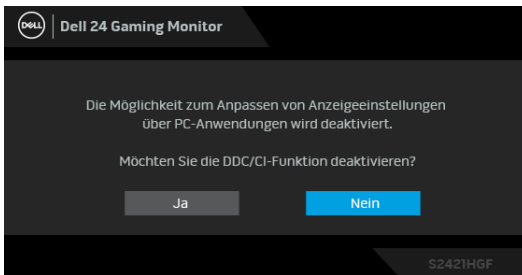 DELL
Dell 24 Gaming Monitor
Die Möglichkeit zum Anpassen von Anzeigeeinstellungen
über PC-Anwendungen wird deaktiviert.
Möchten Sie die DDC/CI-Funktion deaktivieren?
Ja
Nein
S2421HGF